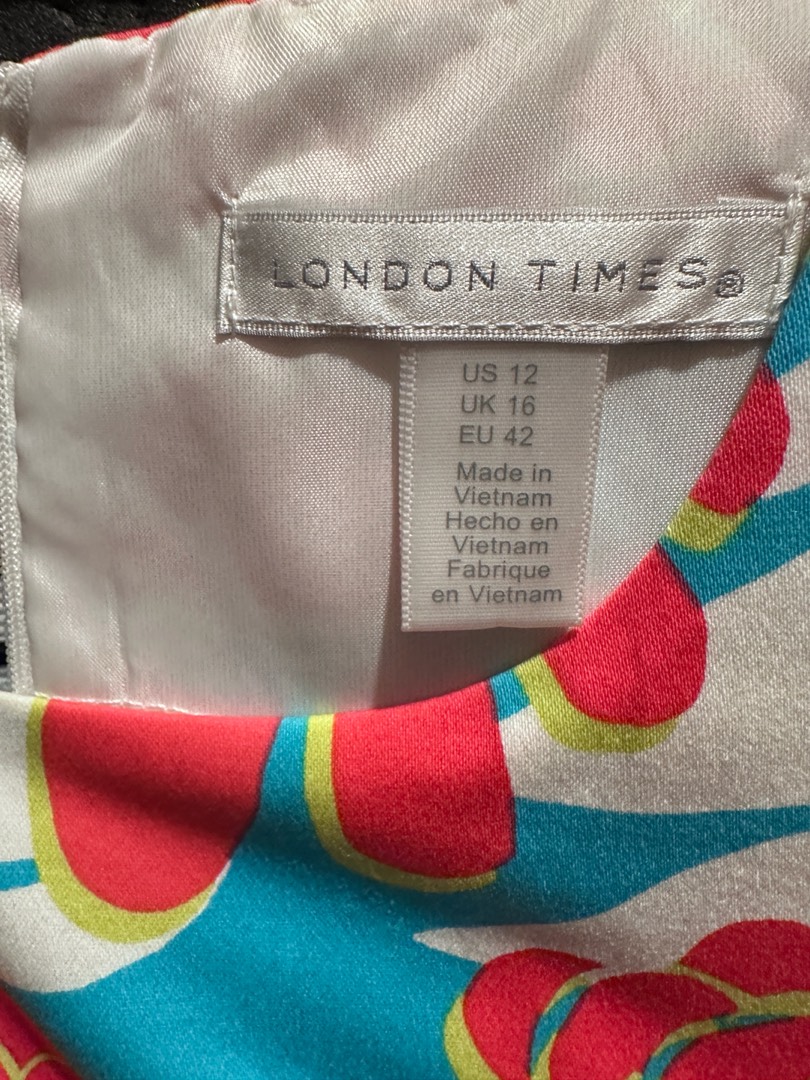 LONDON TIMES®
US 12
UK 16
EU 42
Made in
Vietnam
Hecho en
Vietnam
Fabrique
en Vietnam